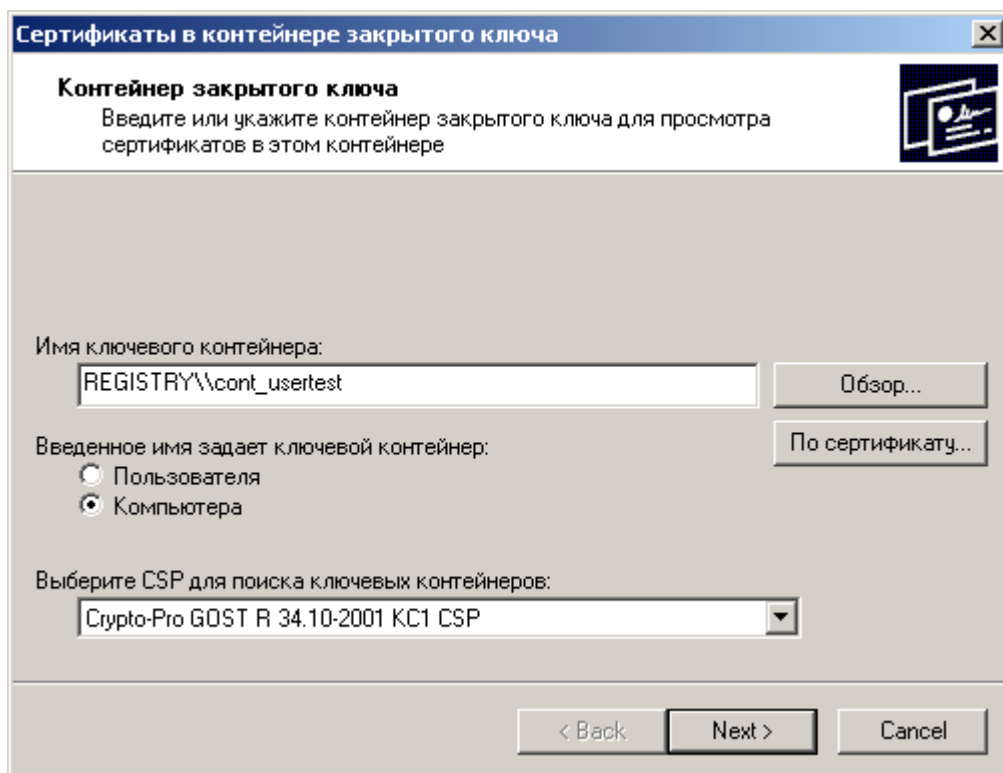 Сертификаты в контейнере закрытого ключа
Контейнер закрытого ключа
Введите или укажите контейнер закрытого ключа для просмотра
сертификатов в этом контейнере
Имя ключевого контейнера:
REGISTRY\\cont_usertest
Обзор...
По сертификату...
Введенное имя задает ключевой контейнер:
Пользователя
Компьютера
Выберите CSP для поиска ключевых контейнеров:
Crypto-Pro GOST R 34.10-2001 KC1 CSP
< Back
Next >
Cancel